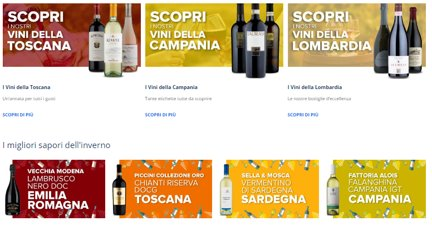 SCOPRI
I NOSTRI
VINI DELLA
TOSCANA
SCOPRI
I NOSTRI
VINI DELLA
CAMPANIA
SCOPRI
I NOSTRI
VINI DELLA
LOMBARDIA
I Vini della Toscana
Un'annata per tutti i gusti
SCOPRI DI PIÙ
I Vini della Campania
Tante etichette tutte da scoprire
SCOPRI DI PIÙ
I Vini della Lombardia
Le nostre bottiglie d'eccellenza
SCOPRI DI PIÙ
I migliori sapori dell'inverno
VECCHIA MODENA
LAMBRUSCO
NERO DOC
EMILIA
ROMAGNA
PICCINI COLLEZIONE ORO
CHIANTI RISERVA
DOCG
TOSCANA
SELLA & MOSCA
VERMENTINO
DI SARDEGNA
SARDEGNA
FATTORIA ALOIS
FALANGHINA
CAMPANIA IGT
CAMPANIA